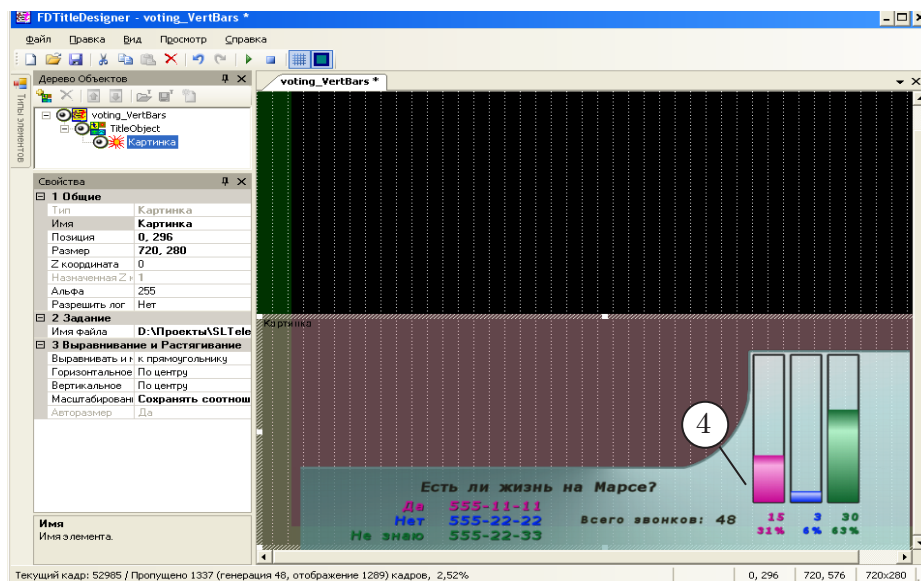 FDTitleDesigner - voting_VertBars *
Файл Правка Вид Просмотр Справка
Типы элементов
Дерево Объектов
voting_VertBars
TitleObject
Картинка
Свойства
1 Общие
Тип Картинка
Имя Картинка
Позиция 0, 296
Размер 720, 280
Z координата 0
Назначенная Z к 1
Альфа 255
Разрешить лог Нет
2 Задание
Имя файла D:\Проекты\SLTele
3 Выравнивание и Растягивание
Выравнивать и к прямоугольнику
Горизонтальное По центру
Вертикальное По центру
Масштабирован Сохранять соотнош
Авторазмер Да
Имя
Имя элемента.
voting_VertBars *
Картинка
4
Есть ли жизнь на Марсе?
Да 555-11-11
Нет 555-22-22
Не знаю 555-22-33
Всего звонков: 48
15 3 30
31% 6% 63%
Текущий кадр: 52985 / Пропущено 1337 (генерация 48, отображение 1289) кадров, 2,52%
0, 296 720, 576 720x280